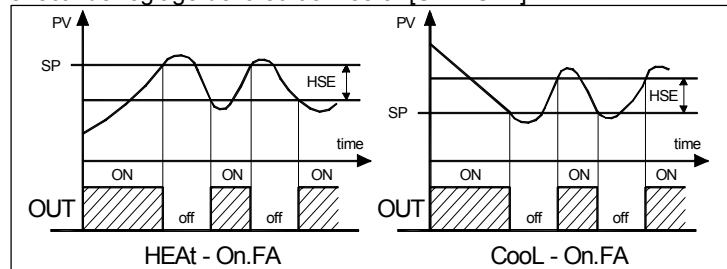 PV
SP
HSE
time
ON
ON
ON
OUT
off
off
HEAt - On.FA
PV
HSE
SP
time
ON
ON
ON
OUT
off
off
CooL - On.FA